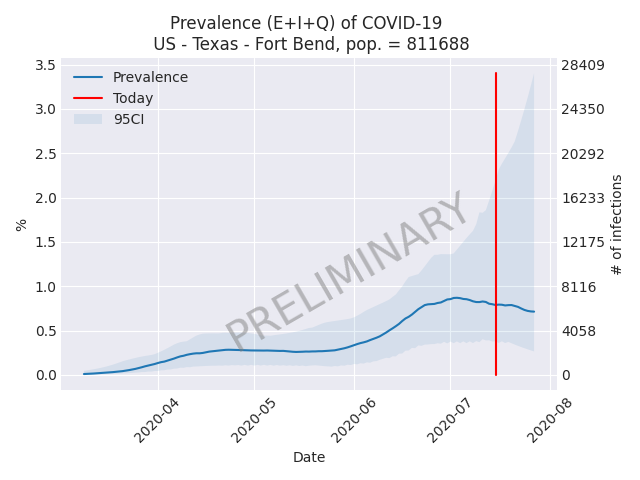 Prevalence (E+I+Q) of COVID-19
US - Texas - Fort Bend, pop. = 811688
Prevalence
Today
95CI
PRELIMINARY
%
3.5
3.0
2.5
2.0
1.5
1.0
0.5
0.0
28409
24350
20292
16233
12175
8116
4058
0
# of infections
2020-04
2020-05
2020-06
2020-07
2020-08
Date